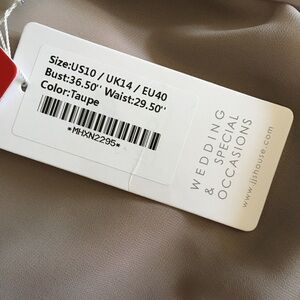 Size:US10 / UK14 / EU40
Bust:36.50'' Waist:29.50''
Color:Taupe
*MHXN2295*
WEDDING
& SPECIAL
OCCASIONS
www.jjshouse.com